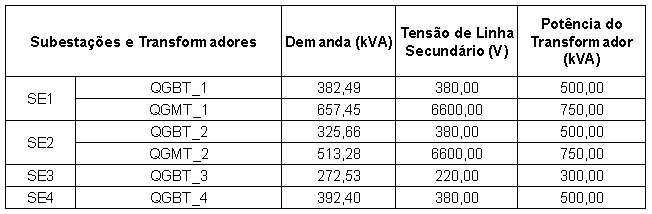 Subestações e Transformadores Demanda (kVA) Tensão de Linha Secundário (V) Potência do Transformador (kVA)
SE1 QGBT_1 382,49 380,00 500,00
QGMT_1 657,45 6600,00 750,00
SE2 QGBT_2 325,66 380,00 500,00
QGMT_2 513,28 6600,00 750,00
SE3 QGBT_3 272,53 220,00 300,00
SE4 QGBT_4 392,40 380,00 500,00